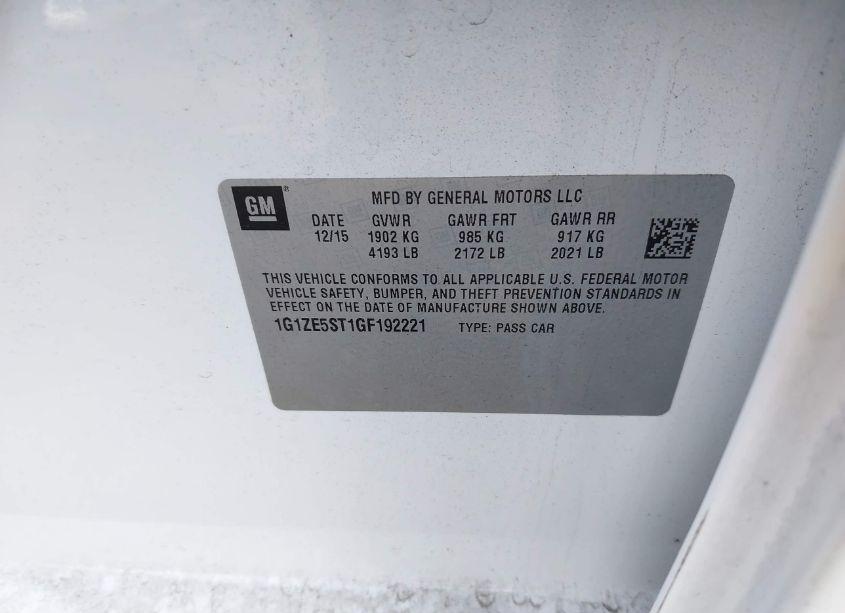 GM ® MFD BY GENERAL MOTORS LLC
DATE GVWR GAWR FRT GAWR RR
12/15 1902 KG 985 KG 917 KG
4193 LB 2172 LB 2021 LB
THIS VEHICLE CONFORMS TO ALL APPLICABLE U.S. FEDERAL MOTOR
VEHICLE SAFETY, BUMPER, AND THEFT PREVENTION STANDARDS IN
EFFECT ON THE DATE OF MANUFACTURE SHOWN ABOVE.
1G1ZE5ST1GF192221 TYPE: PASS CAR